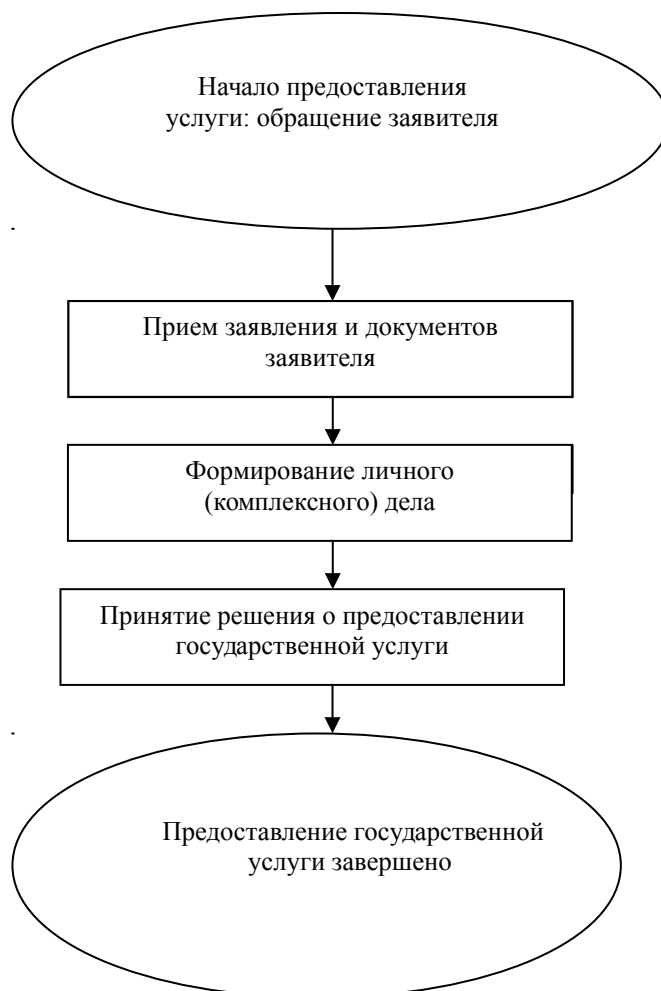 Начало предоставления
услуги: обращение заявителя
Прием заявления и документов
заявителя
Формирование личного
(комплексного) дела
Принятие решения о предоставлении
государственной услуги
Предоставление государственной
услуги завершено